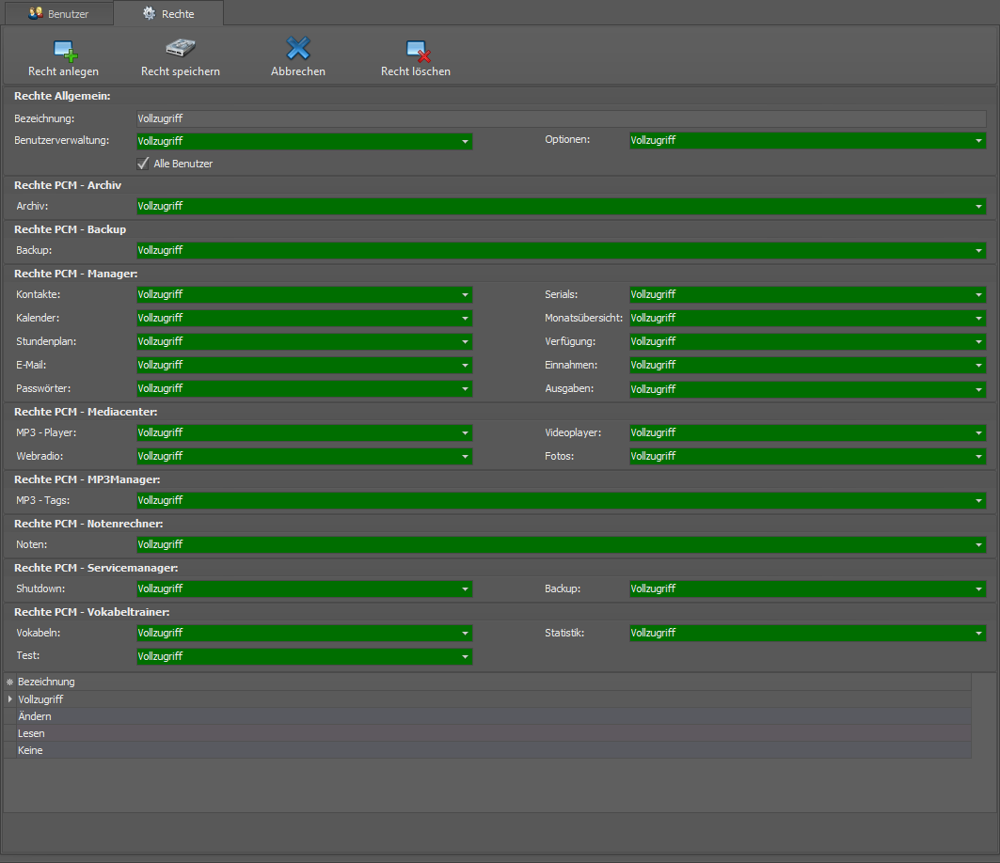 Benutzer Rechte
Recht anlegen Recht speichern Abbrechen Recht löschen
Rechte Allgemein:
Bezeichnung: Vollzugriff
Benutzerverwaltung: Vollzugriff Optionen: Vollzugriff
Alle Benutzer
Rechte PCM - Archiv
Archiv: Vollzugriff
Rechte PCM - Backup
Backup: Vollzugriff
Rechte PCM - Manager:
Kontakte: Vollzugriff Serials: Vollzugriff
Kalender: Vollzugriff Monatsübersicht: Vollzugriff
Stundenplan: Vollzugriff Verfügung: Vollzugriff
E-Mail: Vollzugriff Einnahmen: Vollzugriff
Passwörter: Vollzugriff Ausgaben: Vollzugriff
Rechte PCM - Mediacenter:
MP3 - Player: Vollzugriff Videoplayer: Vollzugriff
Webradio: Vollzugriff Fotos: Vollzugriff
Rechte PCM - MP3Manager:
MP3 - Tags: Vollzugriff
Rechte PCM - Notenrechner:
Noten: Vollzugriff
Rechte PCM - Servicemanager:
Shutdown: Vollzugriff Backup: Vollzugriff
Rechte PCM - Vokabeltrainer:
Vokabeln: Vollzugriff Statistik: Vollzugriff
Test: Vollzugriff
Bezeichnung
Vollzugriff
Ändern
Lesen
Keine